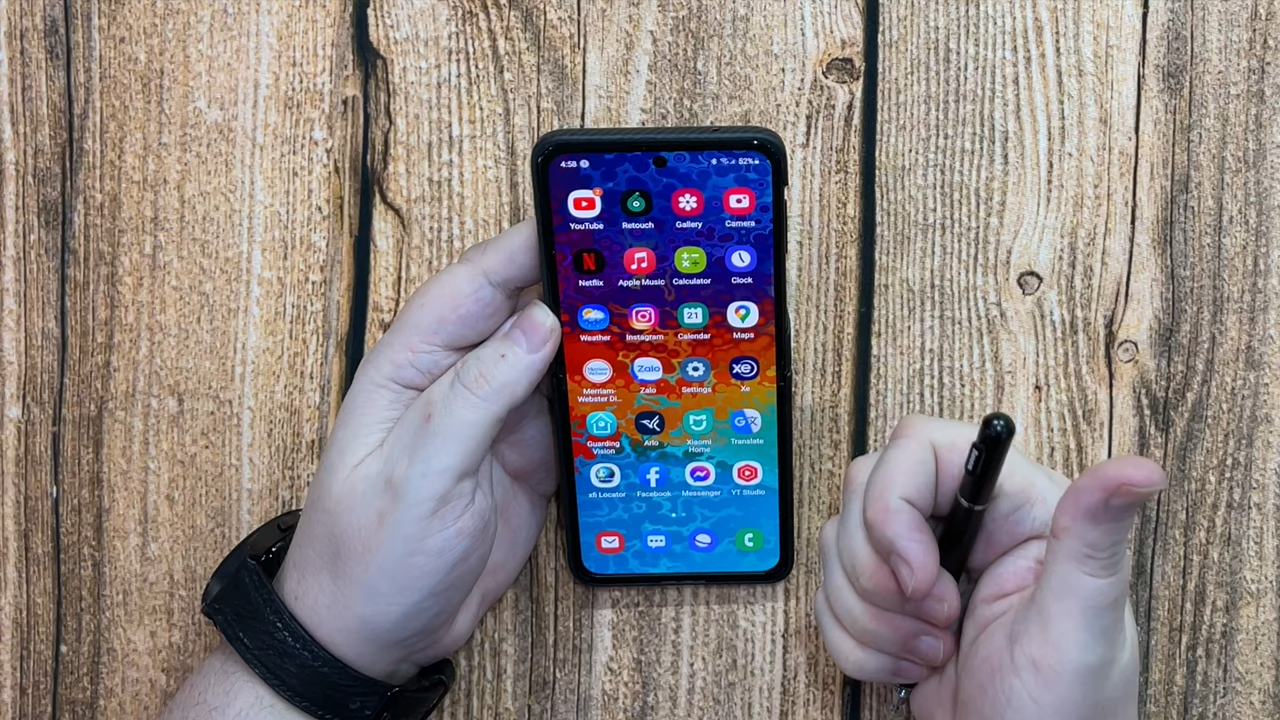 4:58
52%
YouTube
Retouch
Gallery
Camera
Netflix
Apple Music
Calculator
Clock
Weather
Instagram
21
Calendar
Maps
Merriam-
Webster Di...
Zalo
Zalo
Settings
xe
Xe
Guarding
Vision
Arlo
Xiaomi
Home
Translate
xfi Locator
Facebook
Messenger
YT Studio